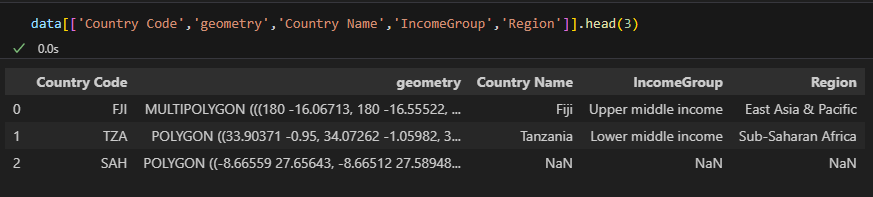 data[['Country Code','geometry','Country Name','IncomeGroup','Region']].head(3)
0.0s
Country Code geometry Country Name IncomeGroup Region
0 FJI MULTIPOLYGON (((180 -16.06713, 180 -16.55522, ... Fiji Upper middle income East Asia & Pacific
1 TZA POLYGON ((33.90371 -0.95, 34.07262 -1.05982, 3... Tanzania Lower middle income Sub-Saharan Africa
2 SAH POLYGON ((-8.66559 27.65643, -8.66512 27.58948... NaN NaN NaN